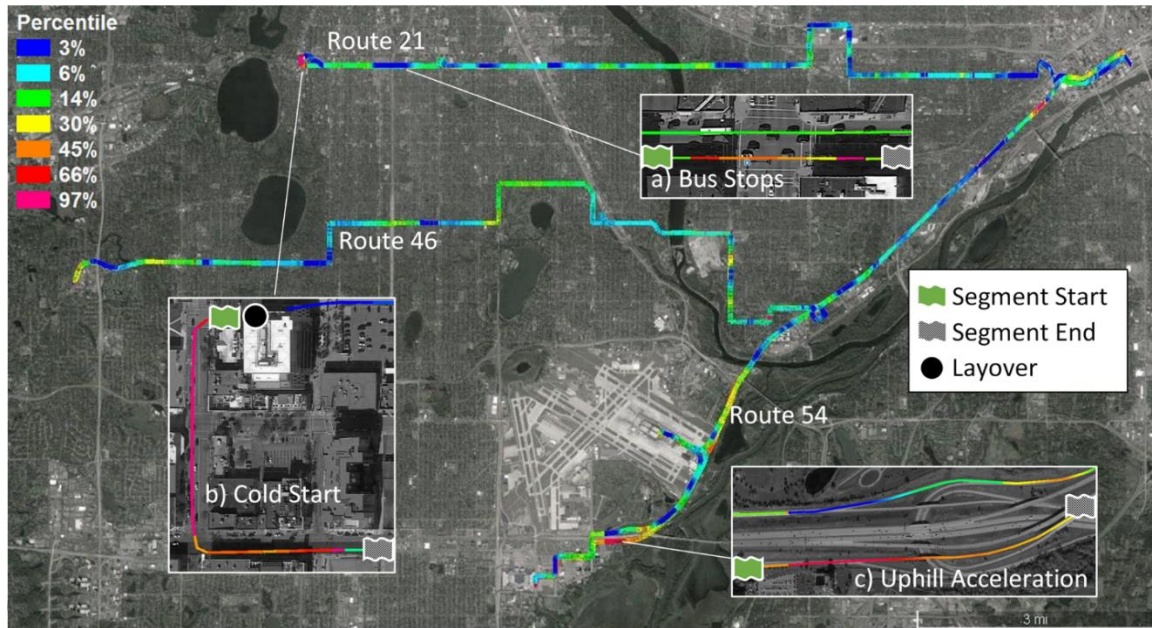 Percentile
3%
6%
14%
30%
45%
66%
97%
Route 21
a) Bus Stops
Route 46
Segment Start
Segment End
Layover
Route 54
b) Cold Start
c) Uphill Acceleration
3 mi